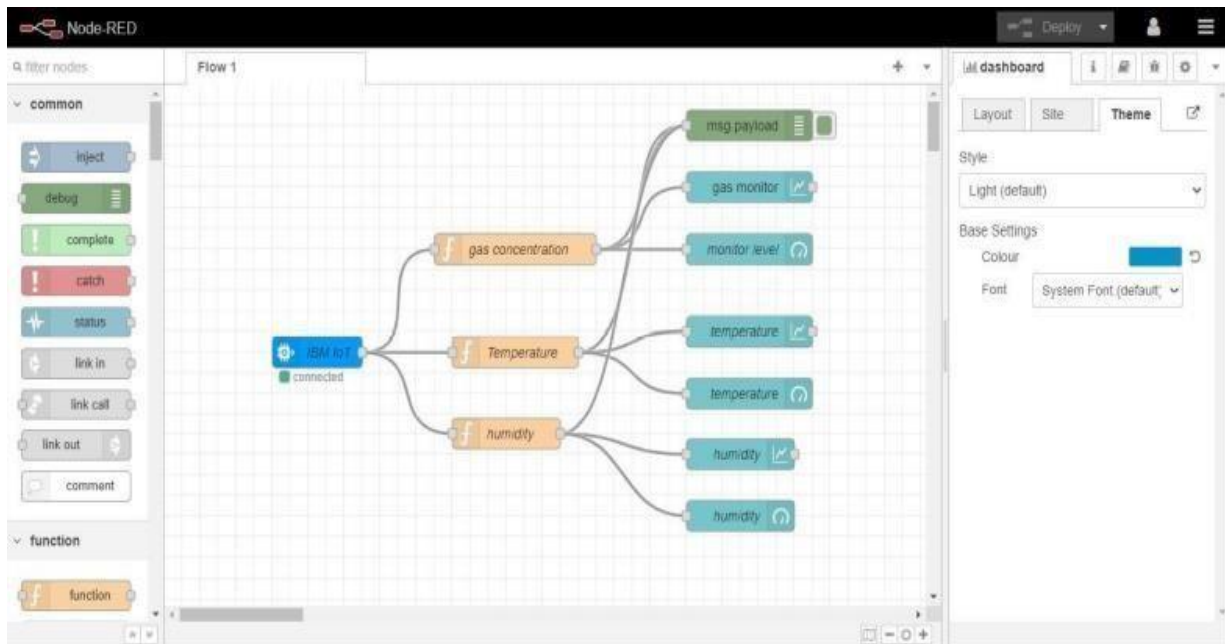 Node-RED
Deploy
filter nodes
Flow 1
dashboard
i
common
Layout
Site
Theme
inject
debug
complete
catch
status
link in
link call
link out
comment
function
function
IBM IoT
connected
gas concentration
Temperature
humidity
msg payload
gas monitor
monitor level
temperature
temperature
humidity
humidity
Style
Light (default)
Base Settings
Colour
Font
System Font (default)